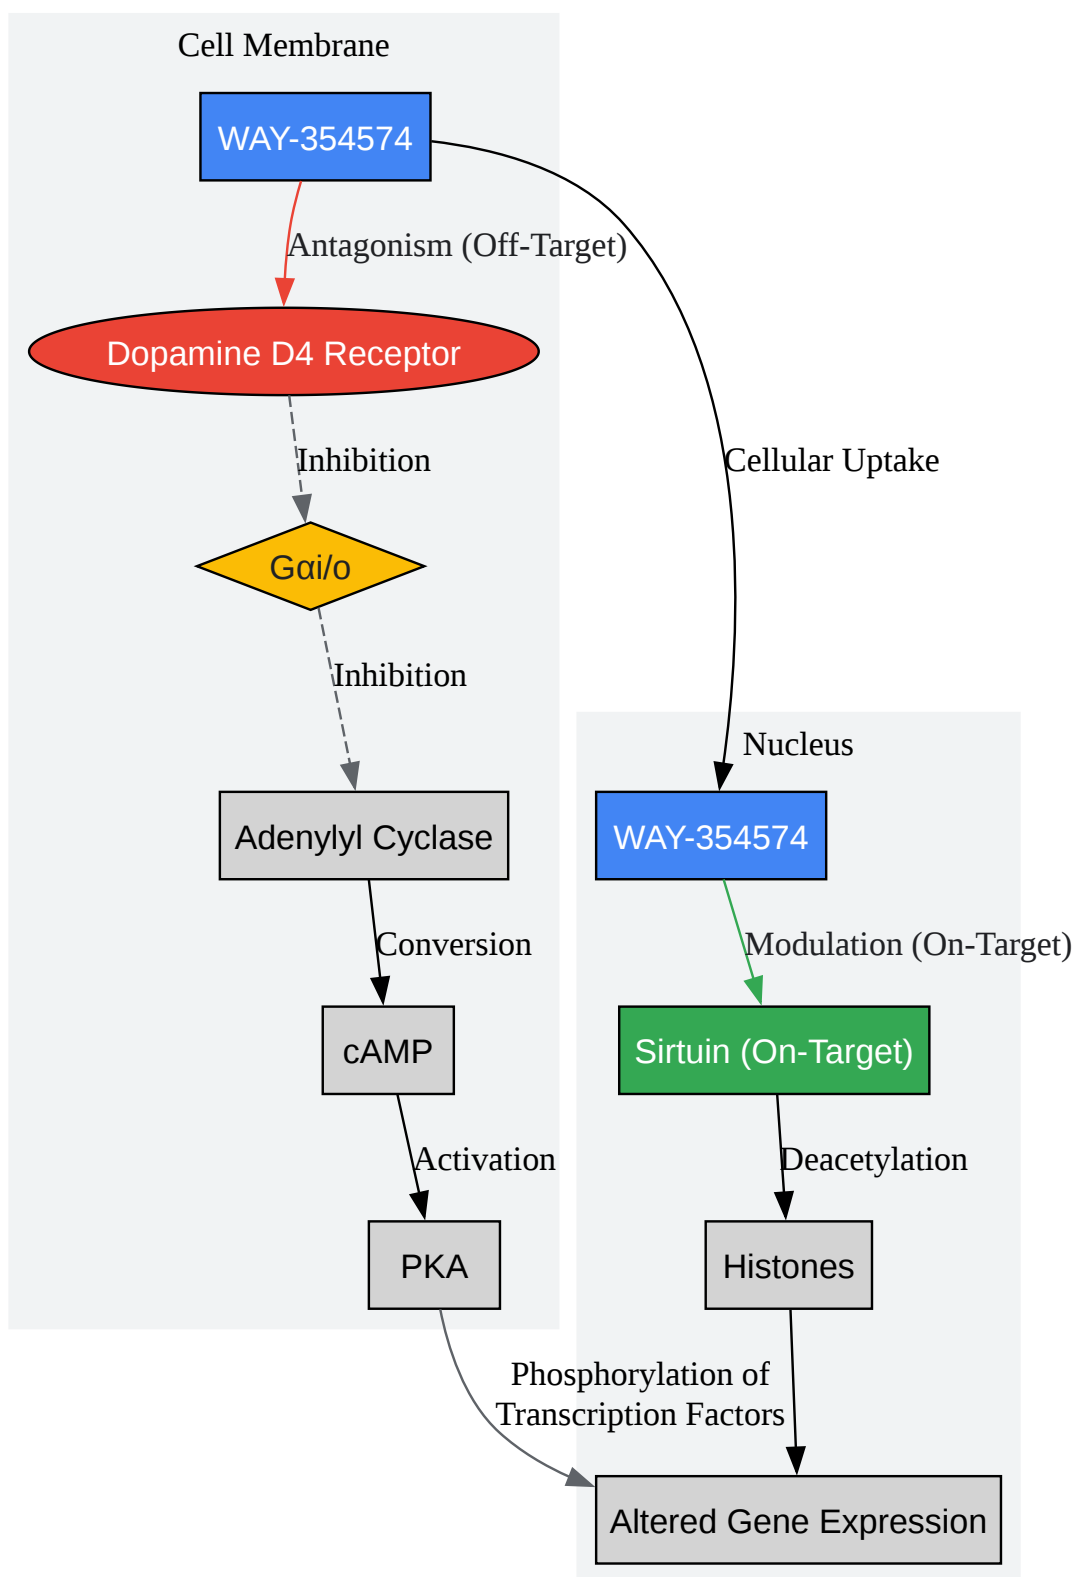 Cell Membrane
WAY-354574
Antagonism (Off-Target)
Dopamine D4 Receptor
Inhibition
Cellular Uptake
Gαi/o
Inhibition
Nucleus
Adenylyl Cyclase
WAY-354574
Conversion
Modulation (On-Target)
cAMP
Sirtuin (On-Target)
Activation
Deacetylation
PKA
Histones
Phosphorylation of
Transcription Factors
Altered Gene Expression